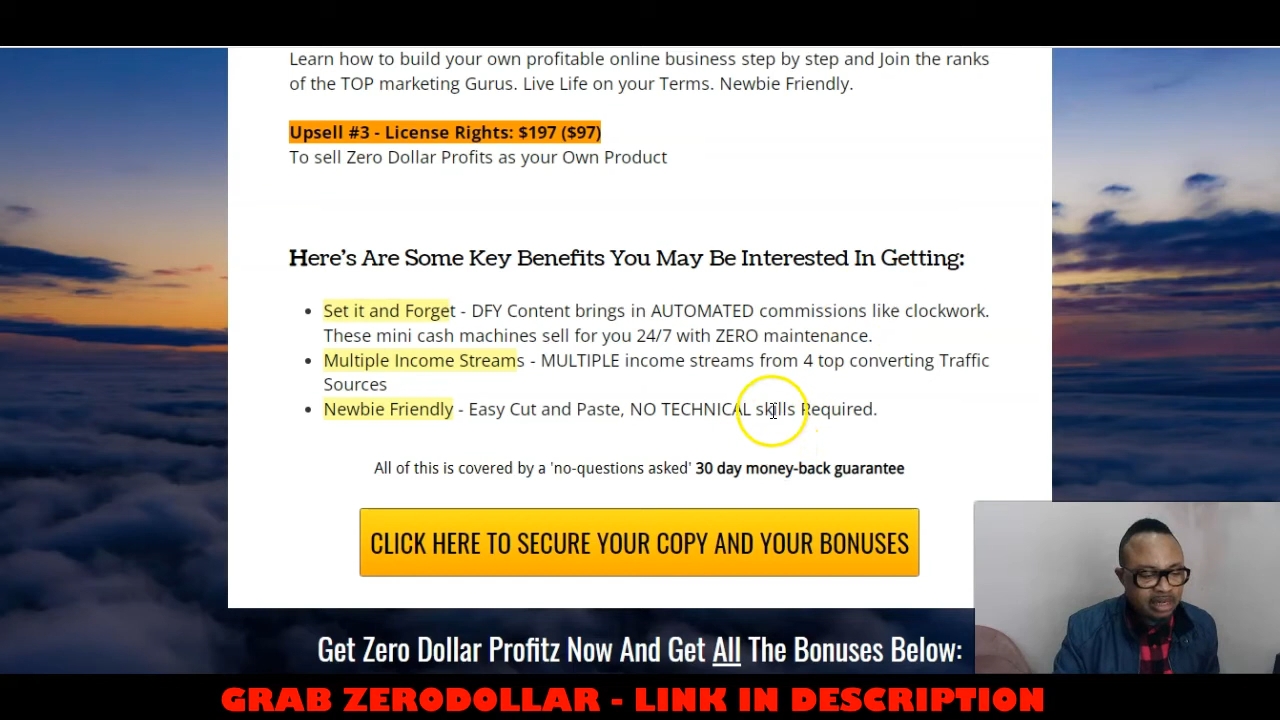 Learn how to build your own profitable online business step by step and Join the ranks
of the TOP marketing Gurus. Live Life on your Terms. Newbie Friendly.
Upsell #3 - License Rights: $197 ($97)
To sell Zero Dollar Profits as your Own Product
Here's Are Some Key Benefits You May Be Interested In Getting:
• Set it and Forget - DFY Content brings in AUTOMATED commissions like clockwork.
These mini cash machines sell for you 24/7 with ZERO maintenance.
• Multiple Income Streams - MULTIPLE income streams from 4 top converting Traffic
Sources
• Newbie Friendly - Easy Cut and Paste, NO TECHNICAL skills Required.
All of this is covered by a 'no-questions asked' 30 day money-back guarantee
CLICK HERE TO SECURE YOUR COPY AND YOUR BONUSES
Get Zero Dollar Profitz Now And Get All The Bonuses Below:
GRAB ZERODOLLAR - LINK IN DESCRIPTION